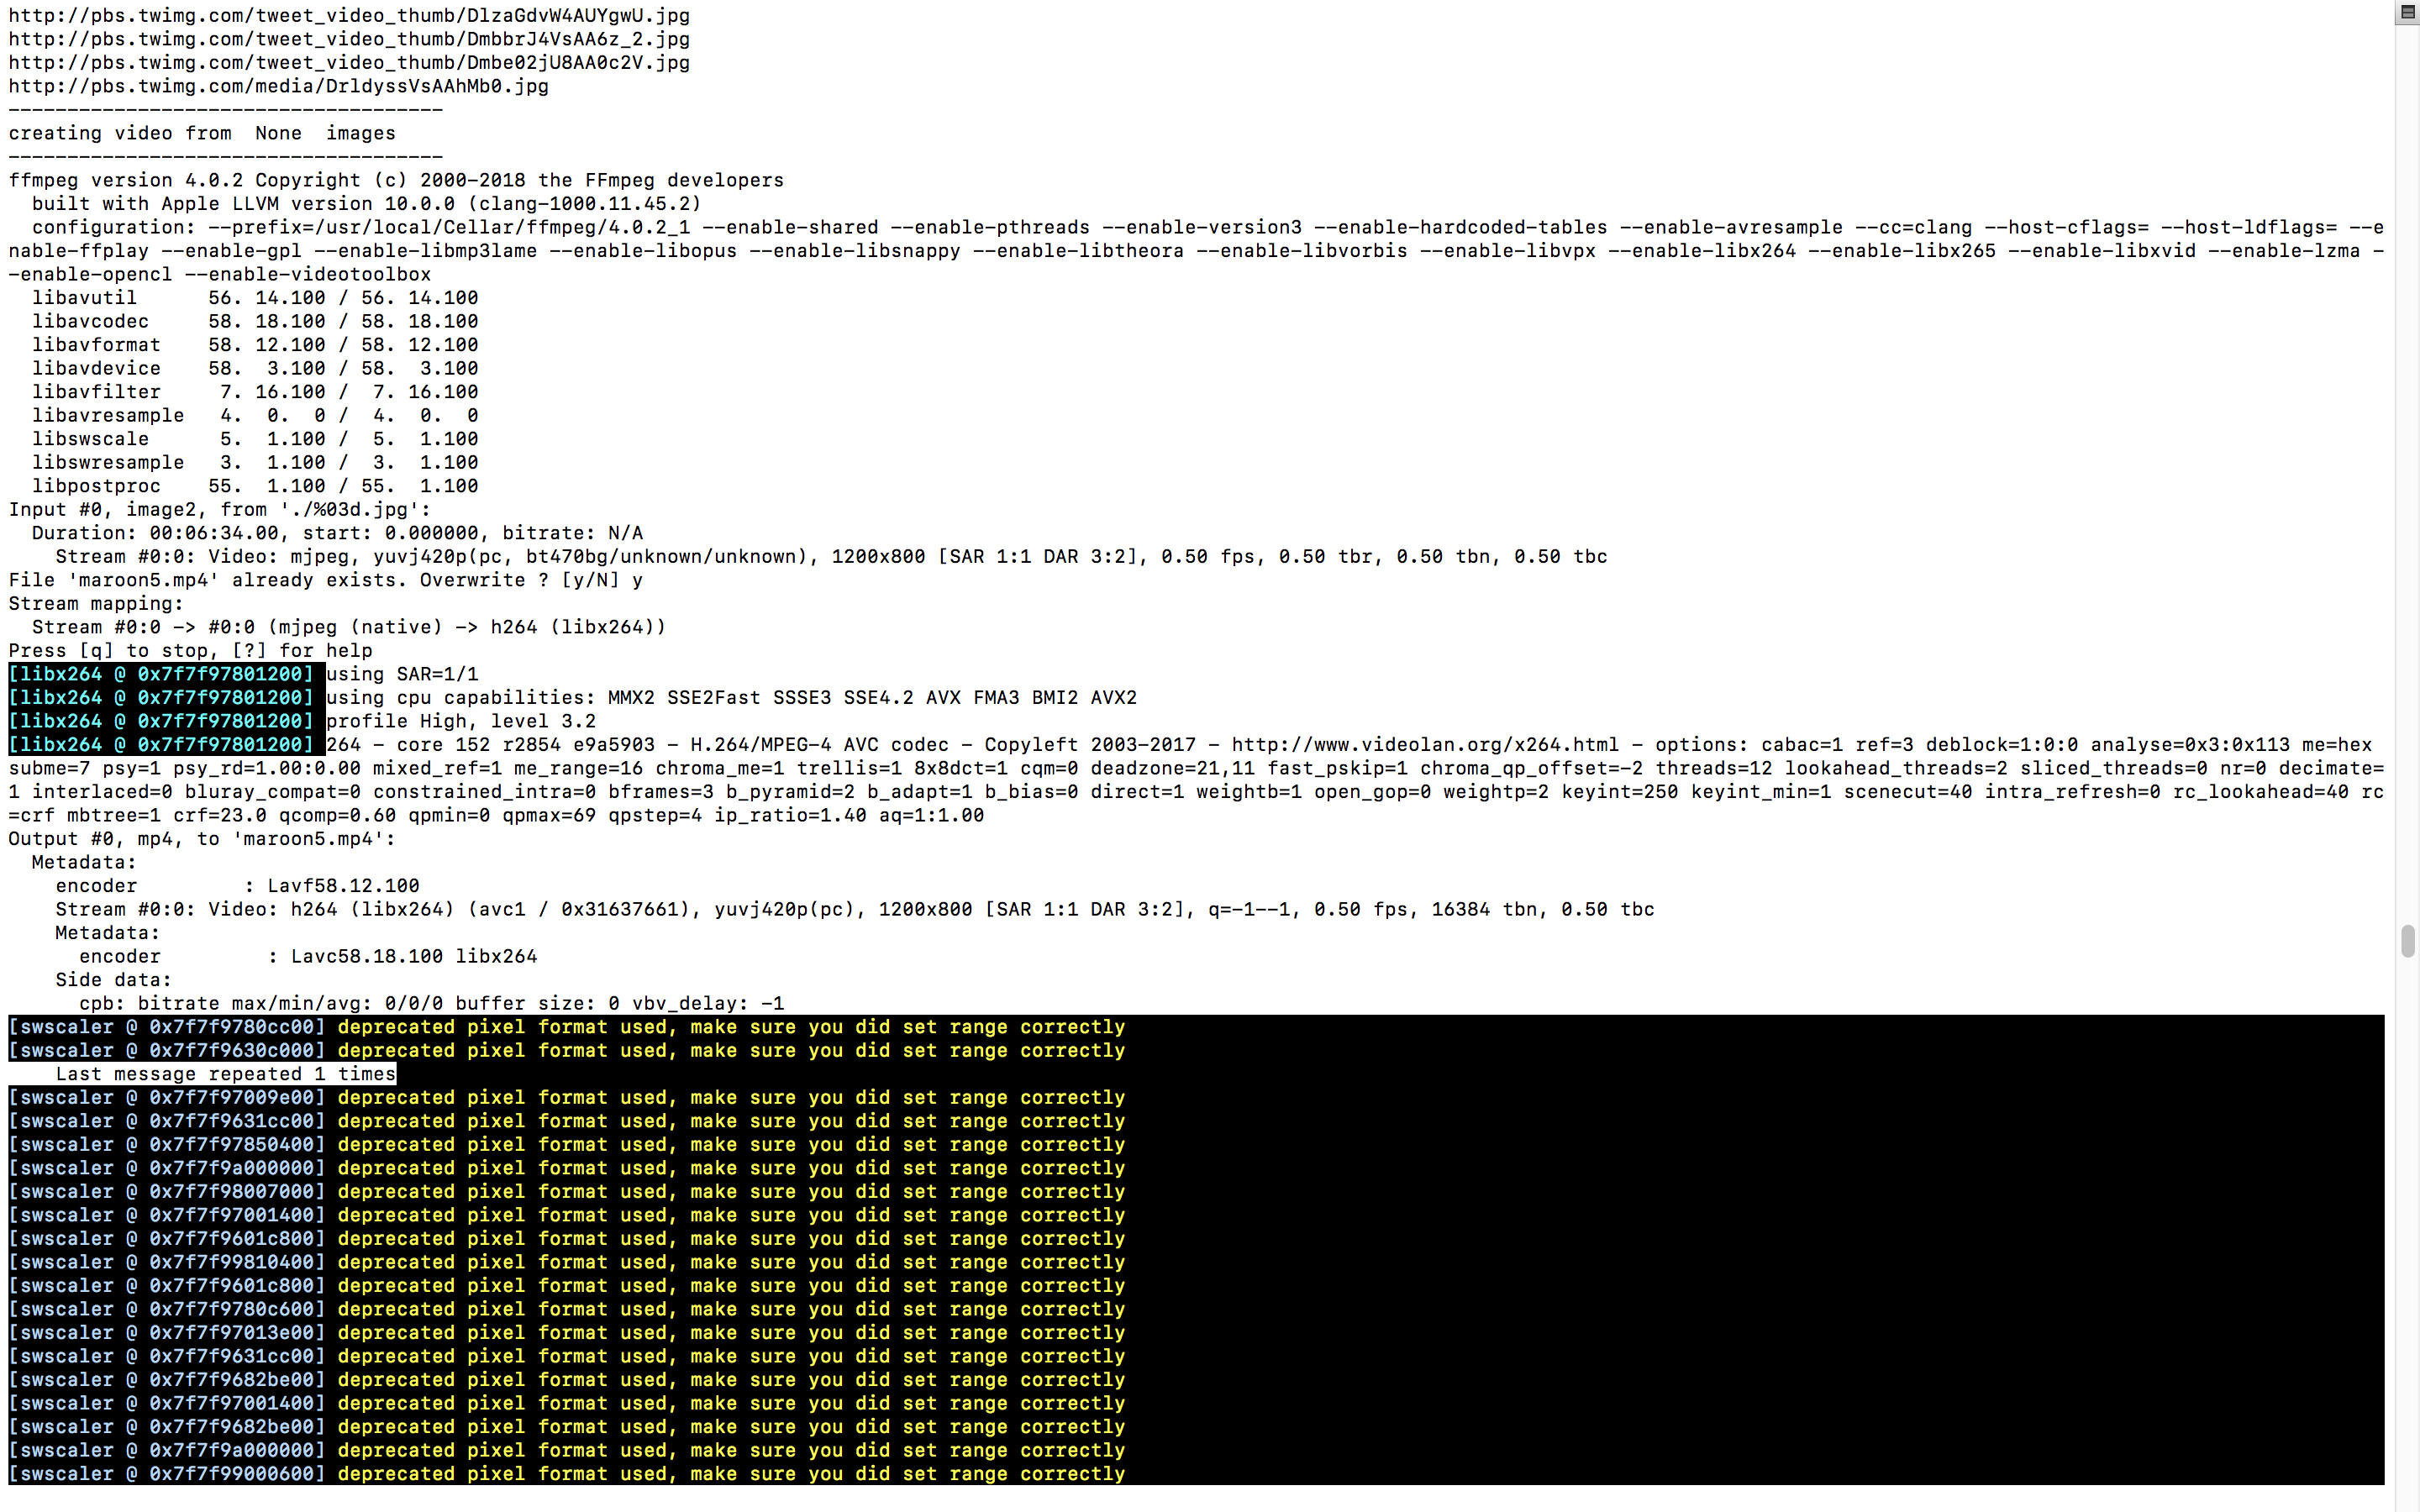 http://pbs.twimg.com/tweet_video_thumb/DlzaGdvW4AUYgwU.jpg
http://pbs.twimg.com/tweet_video_thumb/DmbbrJ4VsAA6z_2.jpg
http://pbs.twimg.com/tweet_video_thumb/Dmbe02jU8AA0c2V.jpg
http://pbs.twimg.com/media/DrldyssVsAAhMb0.jpg
-------------------------------------
creating video from  None  images
-------------------------------------
ffmpeg version 4.0.2 Copyright (c) 2000-2018 the FFmpeg developers
  built with Apple LLVM version 10.0.0 (clang-1000.11.45.2)
  configuration: --prefix=/usr/local/Cellar/ffmpeg/4.0.2_1 --enable-shared --enable-pthreads --enable-version3 --enable-hardcoded-tables --enable-avresample --cc=clang --host-cflags= --host-ldflags= --e
nable-ffplay --enable-gpl --enable-libmp3lame --enable-libopus --enable-libsnappy --enable-libtheora --enable-libvorbis --enable-libvpx --enable-libx264 --enable-libx265 --enable-libxvid --enable-lzma -
-enable-opencl --enable-videotoolbox
  libavutil      56. 14.100 / 56. 14.100
  libavcodec     58. 18.100 / 58. 18.100
  libavformat    58. 12.100 / 58. 12.100
  libavdevice    58.  3.100 / 58.  3.100
  libavfilter     7. 16.100 /  7. 16.100
  libavresample   4.  0.  0 /  4.  0.  0
  libswscale      5.  1.100 /  5.  1.100
  libswresample   3.  1.100 /  3.  1.100
  libpostproc    55.  1.100 / 55.  1.100
Input #0, image2, from './%03d.jpg':
  Duration: 00:06:34.00, start: 0.000000, bitrate: N/A
    Stream #0:0: Video: mjpeg, yuvj420p(pc, bt470bg/unknown/unknown), 1200x800 [SAR 1:1 DAR 3:2], 0.50 fps, 0.50 tbr, 0.50 tbn, 0.50 tbc
File 'maroon5.mp4' already exists. Overwrite ? [y/N] y
Stream mapping:
  Stream #0:0 -> #0:0 (mjpeg (native) -> h264 (libx264))
Press [q] to stop, [?] for help
[libx264 @ 0x7f7f97801200] using SAR=1/1
[libx264 @ 0x7f7f97801200] using cpu capabilities: MMX2 SSE2Fast SSSE3 SSE4.2 AVX FMA3 BMI2 AVX2
[libx264 @ 0x7f7f97801200] profile High, level 3.2
[libx264 @ 0x7f7f97801200] 264 - core 152 r2854 e9a5903 - H.264/MPEG-4 AVC codec - Copyleft 2003-2017 - http://www.videolan.org/x264.html - options: cabac=1 ref=3 deblock=1:0:0 analyse=0x3:0x113 me=hex
subme=7 psy=1 psy_rd=1.00:0.00 mixed_ref=1 me_range=16 chroma_me=1 trellis=1 8x8dct=1 cqm=0 deadzone=21,11 fast_pskip=1 chroma_qp_offset=-2 threads=12 lookahead_threads=2 sliced_threads=0 nr=0 decimate=
1 interlaced=0 bluray_compat=0 constrained_intra=0 bframes=3 b_pyramid=2 b_adapt=1 b_bias=0 direct=1 weightb=1 open_gop=0 weightp=2 keyint=250 keyint_min=1 scenecut=40 intra_refresh=0 rc_lookahead=40 rc
=crf mbtree=1 crf=23.0 qcomp=0.60 qpmin=0 qpmax=69 qpstep=4 ip_ratio=1.40 aq=1:1.00
Output #0, mp4, to 'maroon5.mp4':
  Metadata:
    encoder         : Lavf58.12.100
    Stream #0:0: Video: h264 (libx264) (avc1 / 0x31637661), yuvj420p(pc), 1200x800 [SAR 1:1 DAR 3:2], q=-1--1, 0.50 fps, 16384 tbn, 0.50 tbc
    Metadata:
      encoder         : Lavc58.18.100 libx264
    Side data:
      cpb: bitrate max/min/avg: 0/0/0 buffer size: 0 vbv_delay: -1
[swscaler @ 0x7f7f9780cc00] deprecated pixel format used, make sure you did set range correctly
[swscaler @ 0x7f7f9630c000] deprecated pixel format used, make sure you did set range correctly
    Last message repeated 1 times
[swscaler @ 0x7f7f97009e00] deprecated pixel format used, make sure you did set range correctly
[swscaler @ 0x7f7f9631cc00] deprecated pixel format used, make sure you did set range correctly
[swscaler @ 0x7f7f97850400] deprecated pixel format used, make sure you did set range correctly
[swscaler @ 0x7f7f9a000000] deprecated pixel format used, make sure you did set range correctly
[swscaler @ 0x7f7f98007000] deprecated pixel format used, make sure you did set range correctly
[swscaler @ 0x7f7f97001400] deprecated pixel format used, make sure you did set range correctly
[swscaler @ 0x7f7f9601c800] deprecated pixel format used, make sure you did set range correctly
[swscaler @ 0x7f7f99810400] deprecated pixel format used, make sure you did set range correctly
[swscaler @ 0x7f7f9601c800] deprecated pixel format used, make sure you did set range correctly
[swscaler @ 0x7f7f9780c600] deprecated pixel format used, make sure you did set range correctly
[swscaler @ 0x7f7f97013e00] deprecated pixel format used, make sure you did set range correctly
[swscaler @ 0x7f7f9631cc00] deprecated pixel format used, make sure you did set range correctly
[swscaler @ 0x7f7f9682be00] deprecated pixel format used, make sure you did set range correctly
[swscaler @ 0x7f7f97001400] deprecated pixel format used, make sure you did set range correctly
[swscaler @ 0x7f7f9682be00] deprecated pixel format used, make sure you did set range correctly
[swscaler @ 0x7f7f9a000000] deprecated pixel format used, make sure you did set range correctly
[swscaler @ 0x7f7f99000600] deprecated pixel format used, make sure you did set range correctly